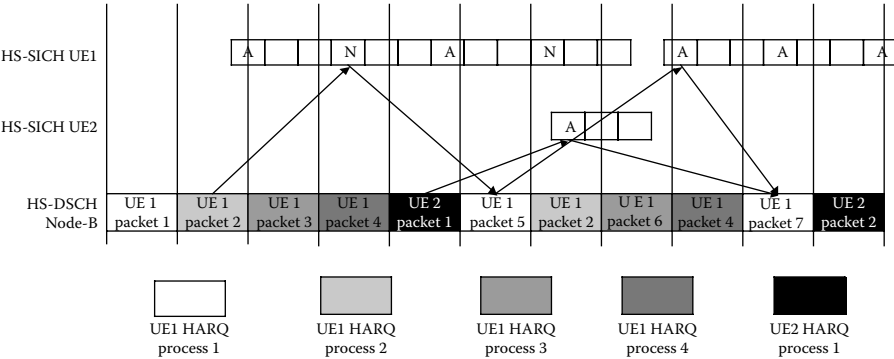 HS-SICH UE1 A N A N A A A
HS-SICH UE2 A
HS-DSCH
Node-B
UE 1 UE 1 UE 1 UE 1 UE 2 UE 1 UE 1 U E 1 UE 1 UE 1 UE 2
packet 1 packet 2 packet 3 packet 4 packet 1 packet 5 packet 2 packet 6 packet 4 packet 7 packet 2
UE1 HARQ UE1 HARQ UE1 HARQ UE1 HARQ UE2 HARQ
process 1 process 2 process 3 process 4 process 1